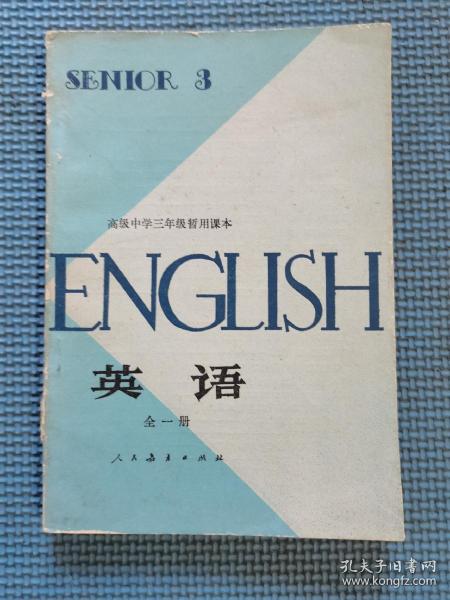 SENIOR 3
高级中学三年级暂用课本
ENGLISH
英语
全一册
人民教育出版社
孔夫子旧书网
www.kongfz.com